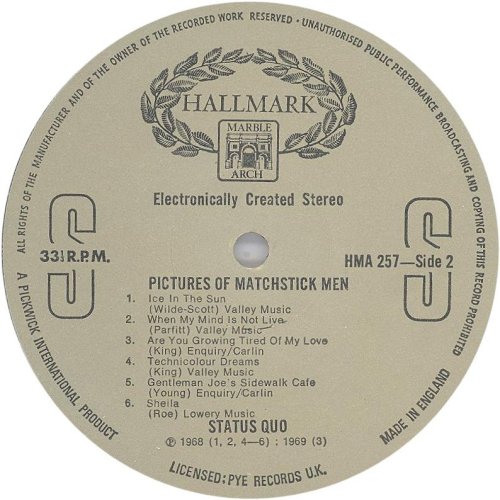 ALL RIGHTS OF THE MANUFACTURER AND OF THE OWNER OF THE RECORDED WORK RESERVED · UNAUTHORISED PUBLIC PERFORMANCE BROADCASTING AND COPYING OF THIS RECORD PROHIBITED
HALLMARK
MARBLE
ARCH
Electronically Created Stereo
33⅓ R.P.M.
HMA 257—Side 2
PICTURES OF MATCHSTICK MEN
1. Ice In The Sun
(Wilde-Scott) Valley Music
2. When My Mind Is Not Live
(Parfitt) Valley Music
3. Are You Growing Tired Of My Love
(King) Enquiry/Carlin
4. Technicolour Dreams
(King) Valley Music
5. Gentleman Joe's Sidewalk Cafe
(Young) Enquiry/Carlin
6. Sheila
(Roe) Lowery Music
STATUS QUO
℗ 1968 (1, 2, 4—6) : 1969 (3)
A PICKWICK INTERNATIONAL PRODUCT
LICENSED: PYE RECORDS U.K.
MADE IN ENGLAND